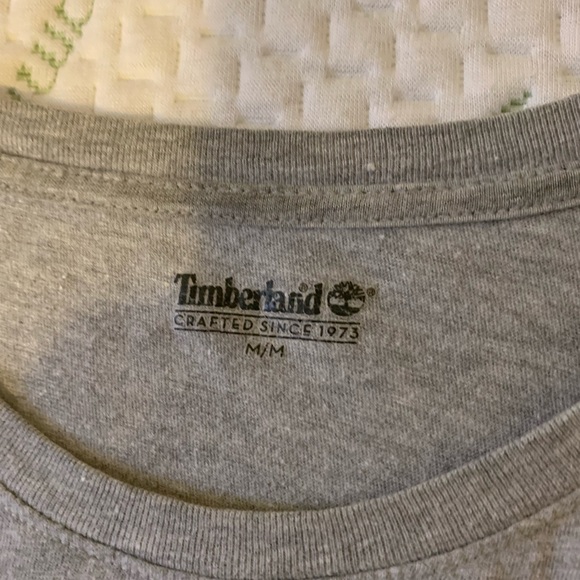 Timberland®
CRAFTED SINCE 1973
M/M